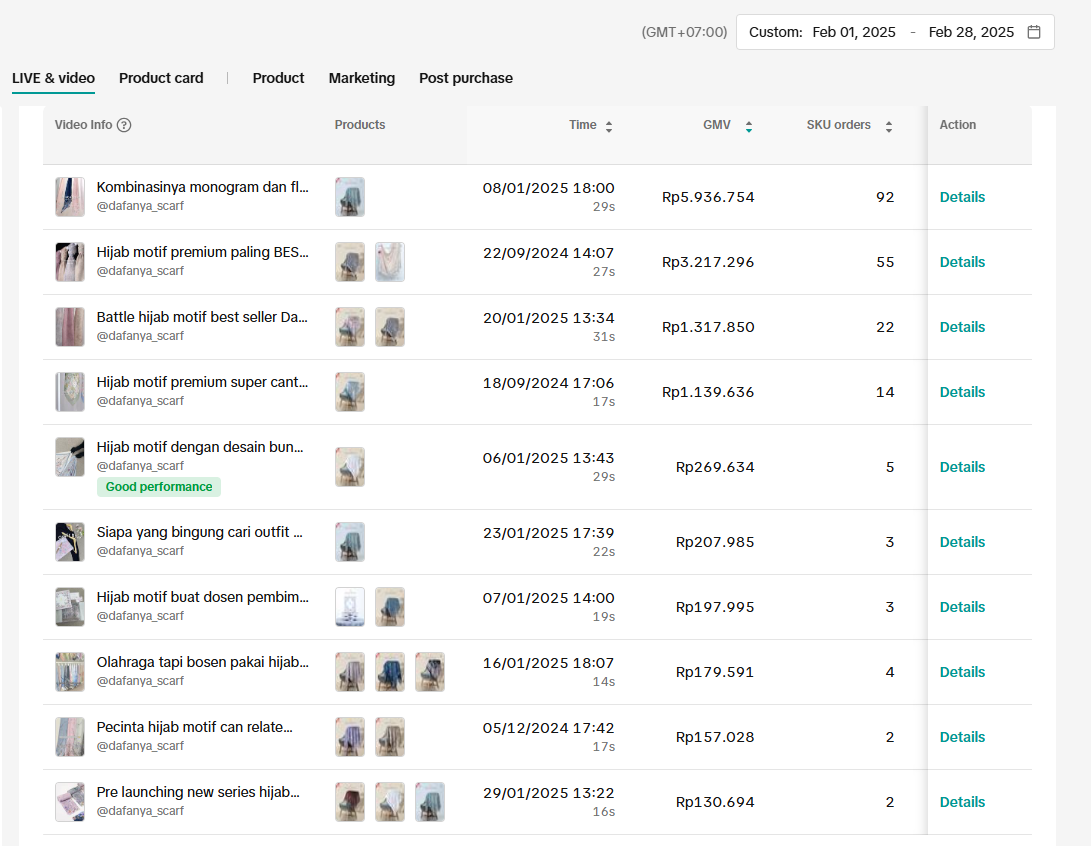 (GMT+07:00) Custom: Feb 01, 2025 - Feb 28, 2025
LIVE & video Product card Product Marketing Post purchase
Video Info Products Time GMV SKU orders Action
Kombinasinya monogram dan fl... 08/01/2025 18:00 Rp5.936.754 92 Details
@dafanya_scarf 29s
Hijab motif premium paling BES... 22/09/2024 14:07 Rp3.217.296 55 Details
@dafanya_scarf 27s
Battle hijab motif best seller Da... 20/01/2025 13:34 Rp1.317.850 22 Details
@dafanya_scarf 31s
Hijab motif premium super cant... 18/09/2024 17:06 Rp1.139.636 14 Details
@dafanya_scarf 17s
Hijab motif dengan desain bun... 06/01/2025 13:43 Rp269.634 5 Details
@dafanya_scarf 29s
Good performance
Siapa yang bingung cari outfit ... 23/01/2025 17:39 Rp207.985 3 Details
@dafanya_scarf 22s
Hijab motif buat dosen pembim... 07/01/2025 14:00 Rp197.995 3 Details
@dafanya_scarf 19s
Olahraga tapi bosen pakai hijab... 16/01/2025 18:07 Rp179.591 4 Details
@dafanya_scarf 14s
Pecinta hijab motif can relate... 05/12/2024 17:42 Rp157.028 2 Details
@dafanya_scarf 17s
Pre launching new series hijab... 29/01/2025 13:22 Rp130.694 2 Details
@dafanya_scarf 16s